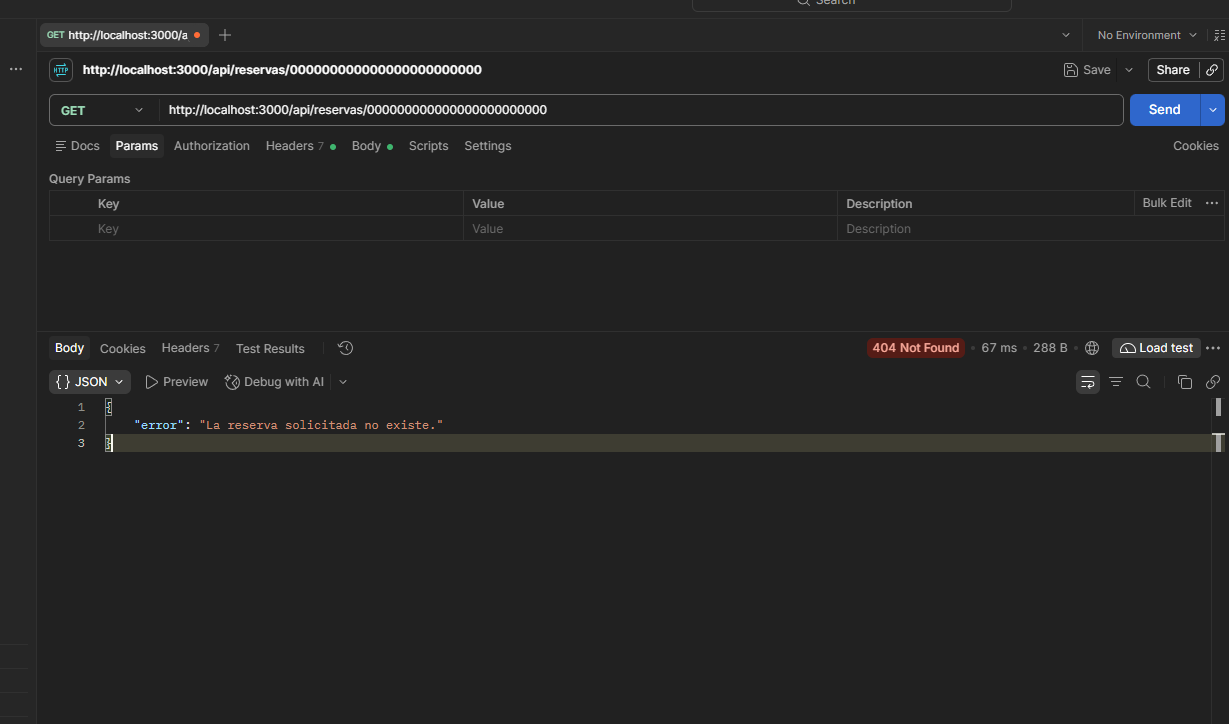 Search
GET http://localhost:3000/a
No Environment
HTTP http://localhost:3000/api/reservas/000000000000000000000000 Save Share
GET http://localhost:3000/api/reservas/000000000000000000000000 Send
Docs Params Authorization Headers 7 Body Scripts Settings Cookies
Query Params
Key Value Description Bulk Edit
Key Value Description
Body Cookies Headers 7 Test Results 404 Not Found 67 ms 288 B Load test
{} JSON Preview Debug with AI
1 {
2 "error": "La reserva solicitada no existe."
3 }